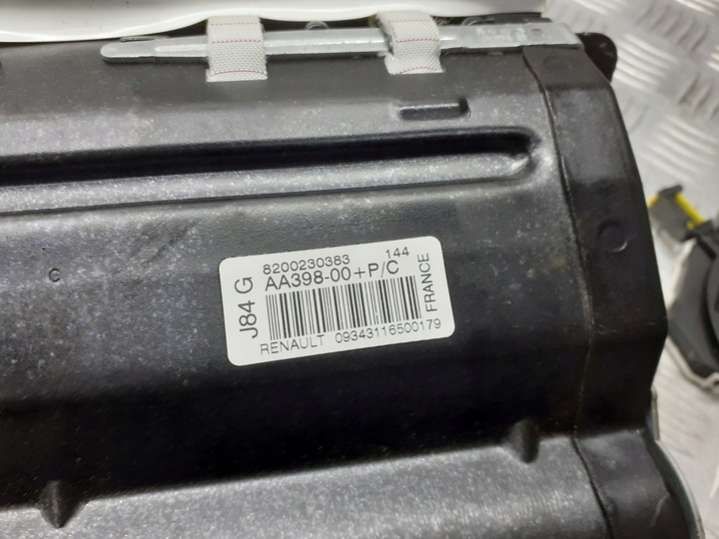 8200230383 144
AA398-00+P/C
J84 G
FRANCE
RENAULT 09343116500179